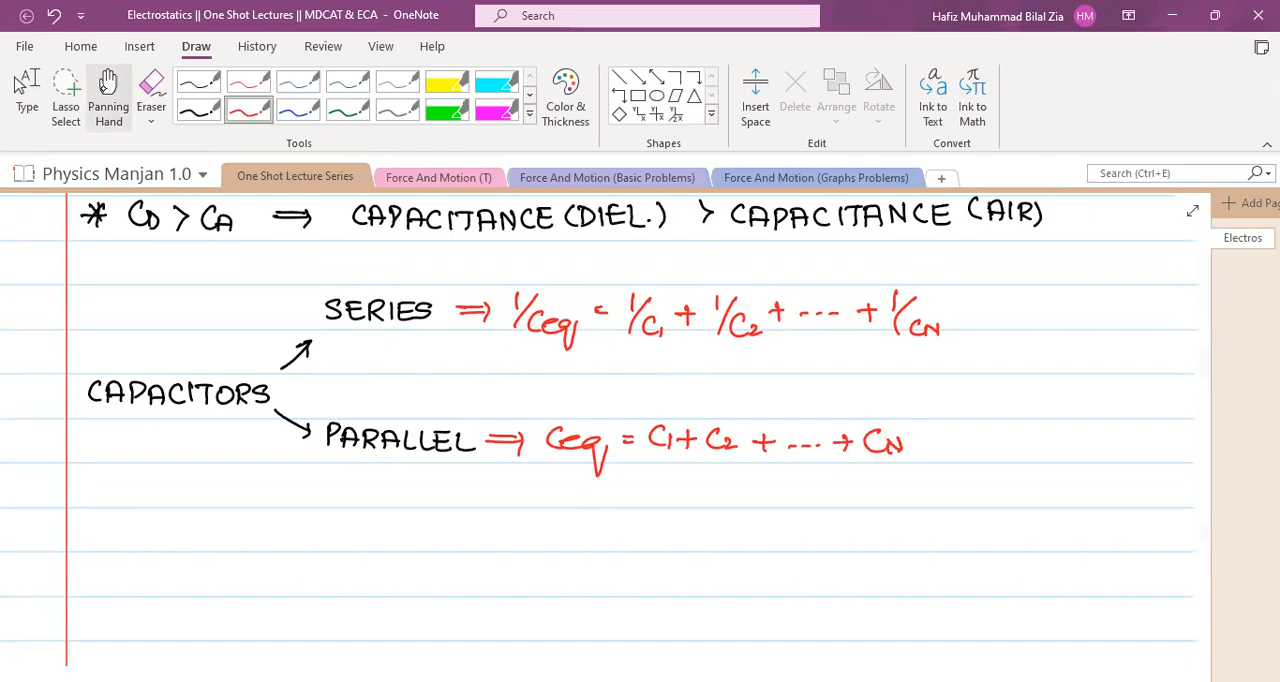 Electrostatics || One Shot Lectures || MDCAT & ECA - OneNote
Search
Hafiz Muhammad Bilal Zia HM
File Home Insert Draw History Review View Help
Type
Lasso Select
Panning Hand
Eraser
Color & Thickness
Insert Space
Delete
Arrange
Rotate
Ink to Text
Ink to Math
Tools Shapes Edit Convert
Physics Manjan 1.0
One Shot Lecture Series
Force And Motion (T)
Force And Motion (Basic Problems)
Force And Motion (Graphs Problems)
Search (Ctrl+E)
Add Pag
Electros
* CD > CA ⇒ CAPACITANCE (DIEL.) > CAPACITANCE (AIR)
SERIES ⇒ 1/Ceq = 1/C1 + 1/C2 + .... + 1/CN
CAPACITORS
PARALLEL ⇒ Ceq = C1 + C2 + .... + CN